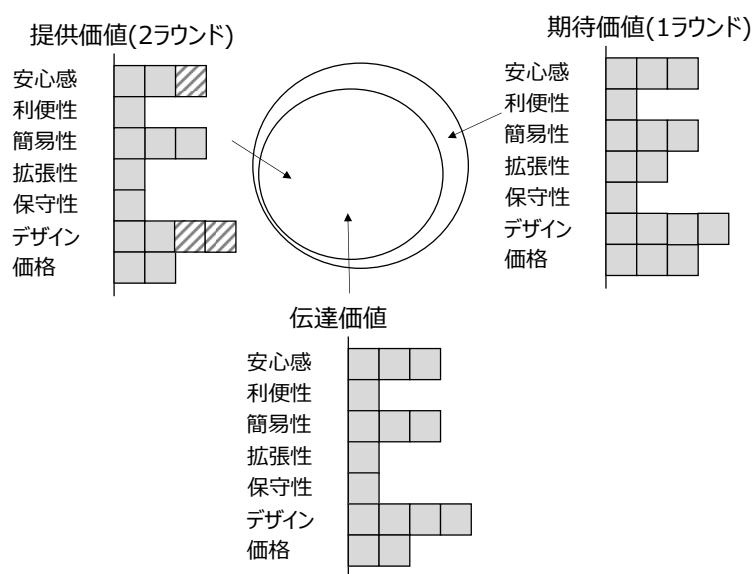 提供価値(2ラウンド)
安心感
利便性
簡易性
拡張性
保守性
デザイン
価格
期待価値(1ラウンド)
安心感
利便性
簡易性
拡張性
保守性
デザイン
価格
伝達価値
安心感
利便性
簡易性
拡張性
保守性
デザイン
価格